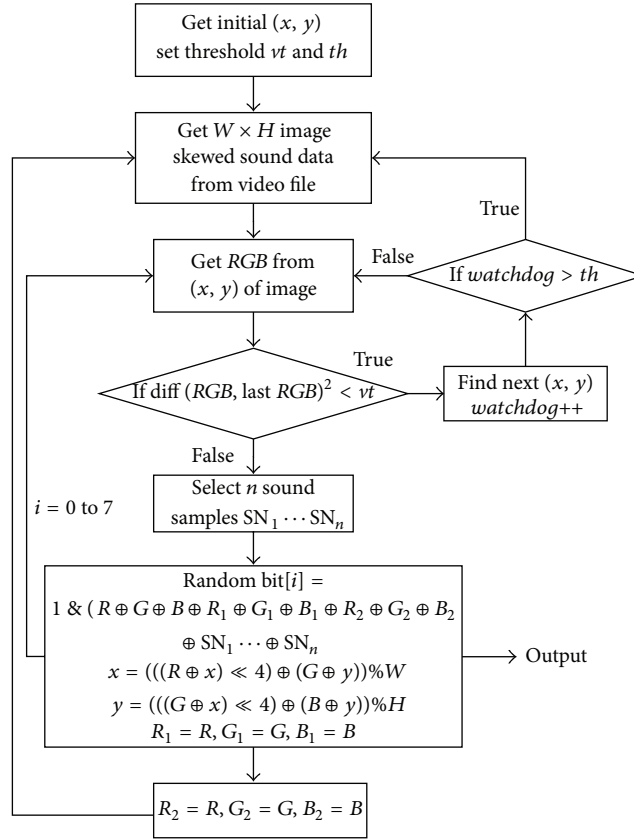 Get initial (x, y)
set threshold vt and th
Get W × H image
skewed sound data
from video file
True
False
Get RGB from
(x, y) of image
If watchdog > th
True
If diff (RGB, last RGB)² < vt
Find next (x, y)
watchdog++
False
i = 0 to 7
Select n sound
samples SN₁ ⋯ SNₙ
Random bit[i] =
1 & ( R ⊕ G ⊕ B ⊕ R₁ ⊕ G₁ ⊕ B₁ ⊕ R₂ ⊕ G₂ ⊕ B₂
⊕ SN₁ ⋯ ⊕ SNₙ
x = (((R ⊕ x) ≪ 4) ⊕ (G ⊕ y))%W
y = (((G ⊕ x) ≪ 4) ⊕ (B ⊕ y))%H
R₁ = R, G₁ = G, B₁ = B
Output
R₂ = R, G₂ = G, B₂ = B